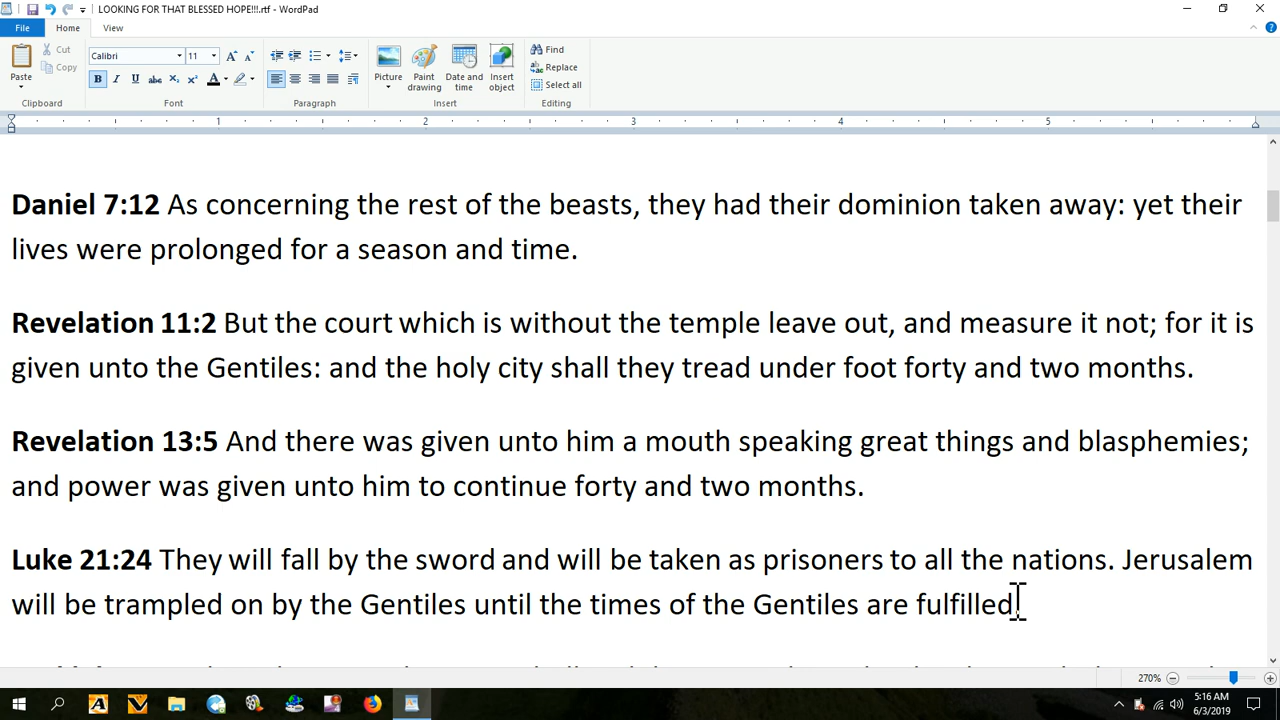 LOOKING FOR THAT BLESSED HOPE!!!.rtf - WordPad
File Home View
Paste Cut Copy Clipboard
Calibri 11
B I U abc X₂ X² A
Font
Paragraph
Picture Paint drawing Date and time Insert object
Insert
Find
Replace
Select all
Editing
1 2 3 4 5
Daniel 7:12 As concerning the rest of the beasts, they had their dominion taken away: yet their
lives were prolonged for a season and time.
Revelation 11:2 But the court which is without the temple leave out, and measure it not; for it is
given unto the Gentiles: and the holy city shall they tread under foot forty and two months.
Revelation 13:5 And there was given unto him a mouth speaking great things and blasphemies;
and power was given unto him to continue forty and two months.
Luke 21:24 They will fall by the sword and will be taken as prisoners to all the nations. Jerusalem
will be trampled on by the Gentiles until the times of the Gentiles are fulfilled.
270%
5:16 AM
6/3/2019